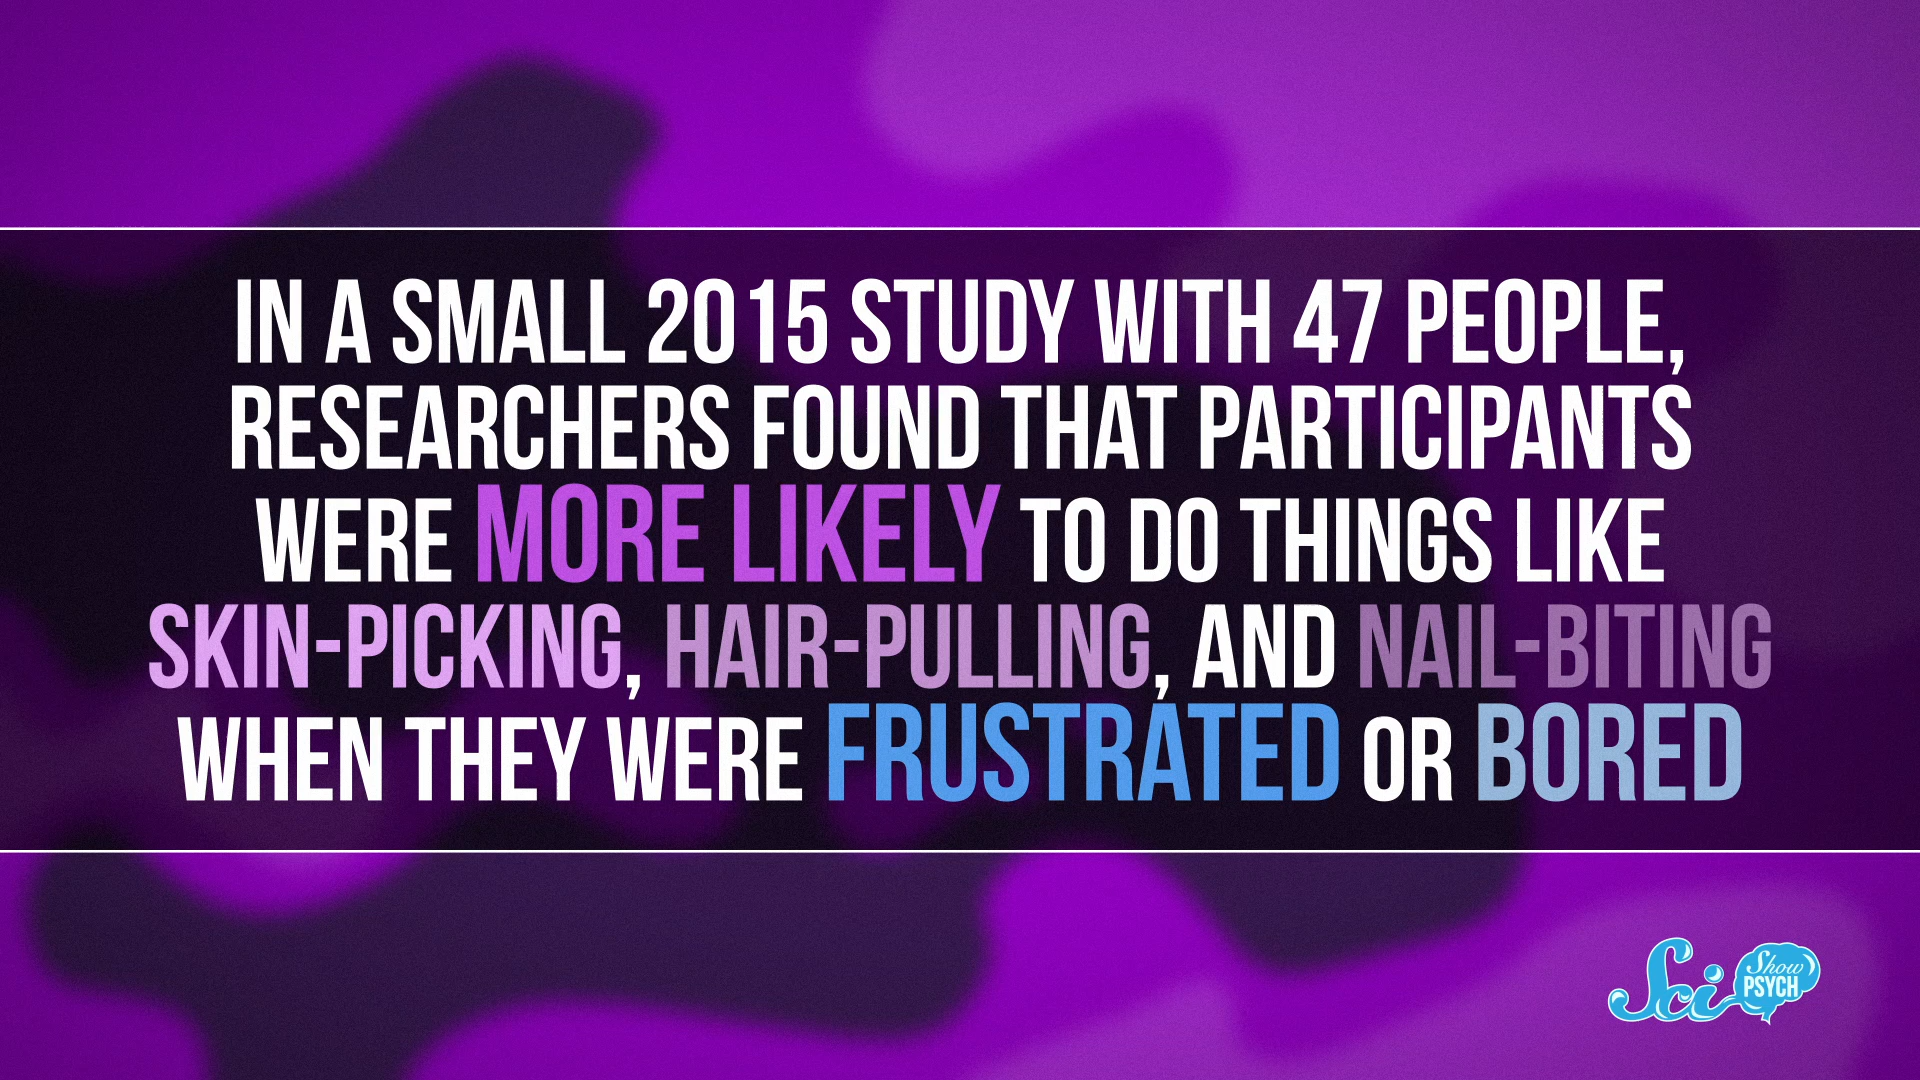 IN A SMALL 2015 STUDY WITH 47 PEOPLE,
RESEARCHERS FOUND THAT PARTICIPANTS
WERE MORE LIKELY TO DO THINGS LIKE
SKIN-PICKING, HAIR-PULLING, AND NAIL-BITING
WHEN THEY WERE FRUSTRATED OR BORED
Sci Show
PSYCH